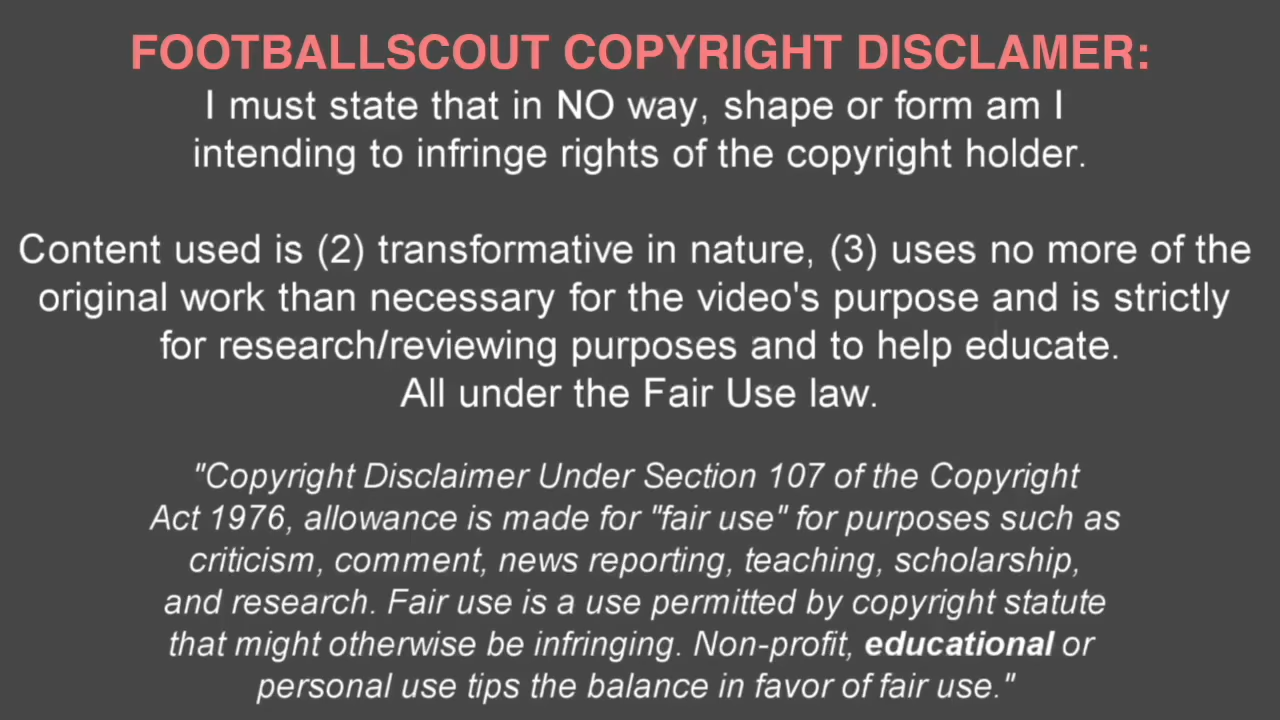 FOOTBALLSCOUT COPYRIGHT DISCLAMER:
I must state that in NO way, shape or form am I
intending to infringe rights of the copyright holder.
Content used is (2) transformative in nature, (3) uses no more of the
original work than necessary for the video's purpose and is strictly
for research/reviewing purposes and to help educate.
All under the Fair Use law.
"Copyright Disclaimer Under Section 107 of the Copyright
Act 1976, allowance is made for "fair use" for purposes such as
criticism, comment, news reporting, teaching, scholarship,
and research. Fair use is a use permitted by copyright statute
that might otherwise be infringing. Non-profit, educational or
personal use tips the balance in favor of fair use."